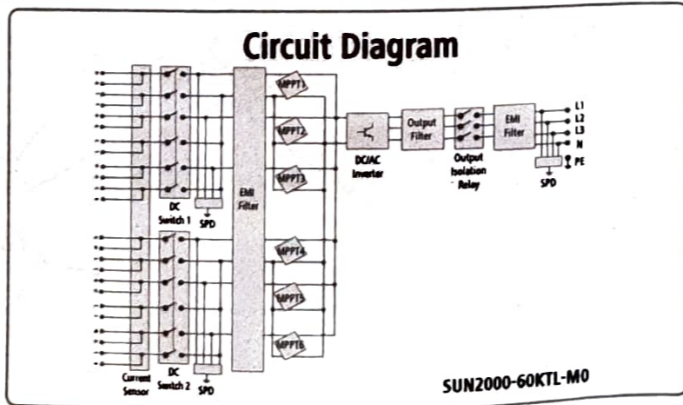 Circuit Diagram
MPPT1
MPPT2
MPPT3
MPPT4
MPPT5
MPPT6
EMI
Filter
DC
Switch 1
SPD
Current
Sensor
DC
Switch 2
SPD
DC/AC
Inverter
Output
Filter
Output
Isolation
Relay
EMI
Filter
L1
L2
L3
N
PE
SPD
SUN2000-60KTL-M0